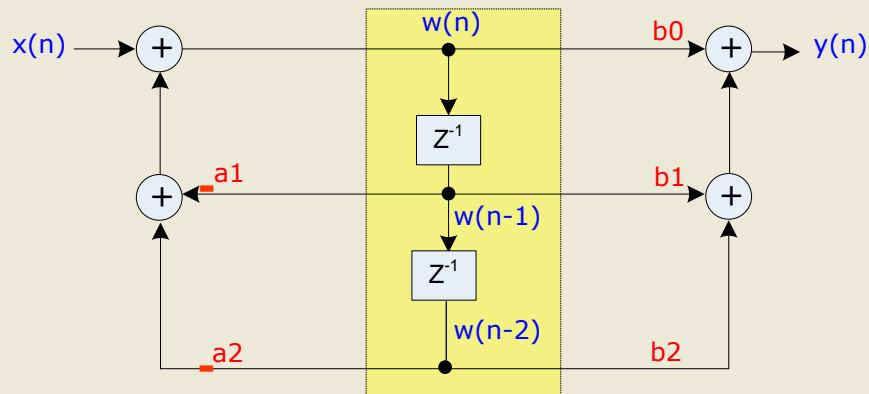 w(n)
x(n)
+
b0
+
y(n)
Z⁻¹
-a1
b1
+
+
w(n-1)
Z⁻¹
w(n-2)
-a2
b2